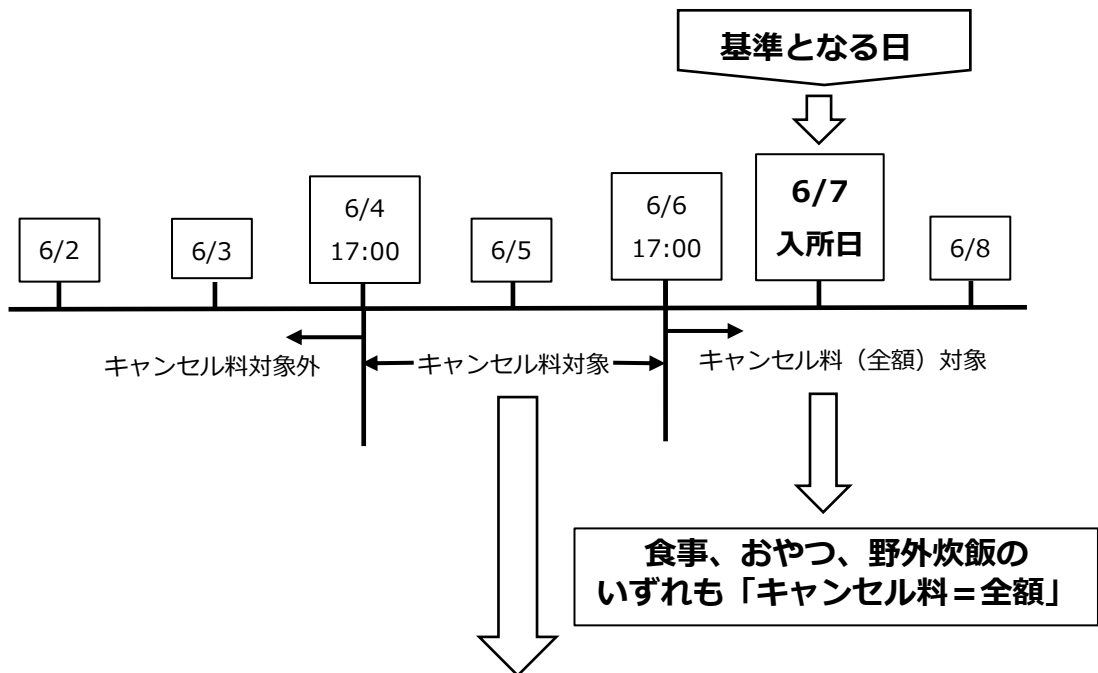 基準となる日
6/2
6/3
6/4
17:00
6/5
6/6
17:00
6/7
入所日
6/8
キャンセル料対象外
キャンセル料対象
キャンセル料（全額）対象
食事、おやつ、野外炊飯の
いずれも「キャンセル料＝全額」